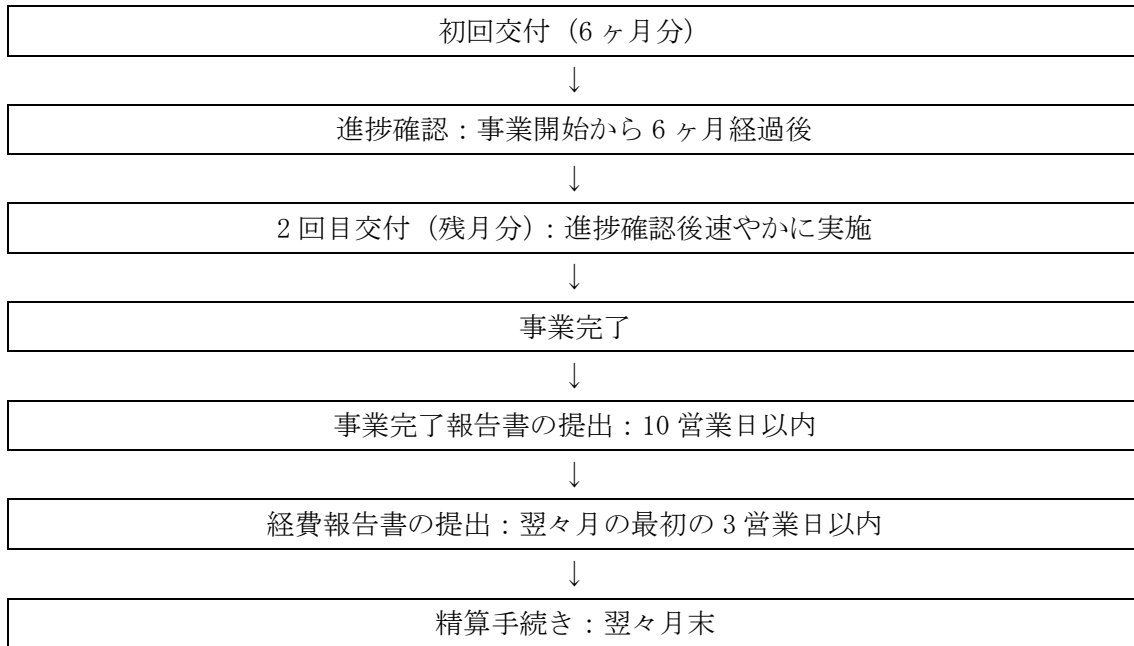 初回交付（6 ヶ月分）
↓
進捗確認：事業開始から 6 ヶ月経過後
↓
2 回目交付（残月分）：進捗確認後速やかに実施
↓
事業完了
↓
事業完了報告書の提出：10 営業日以内
↓
経費報告書の提出：翌々月の最初の 3 営業日以内
↓
精算手続き：翌々月末